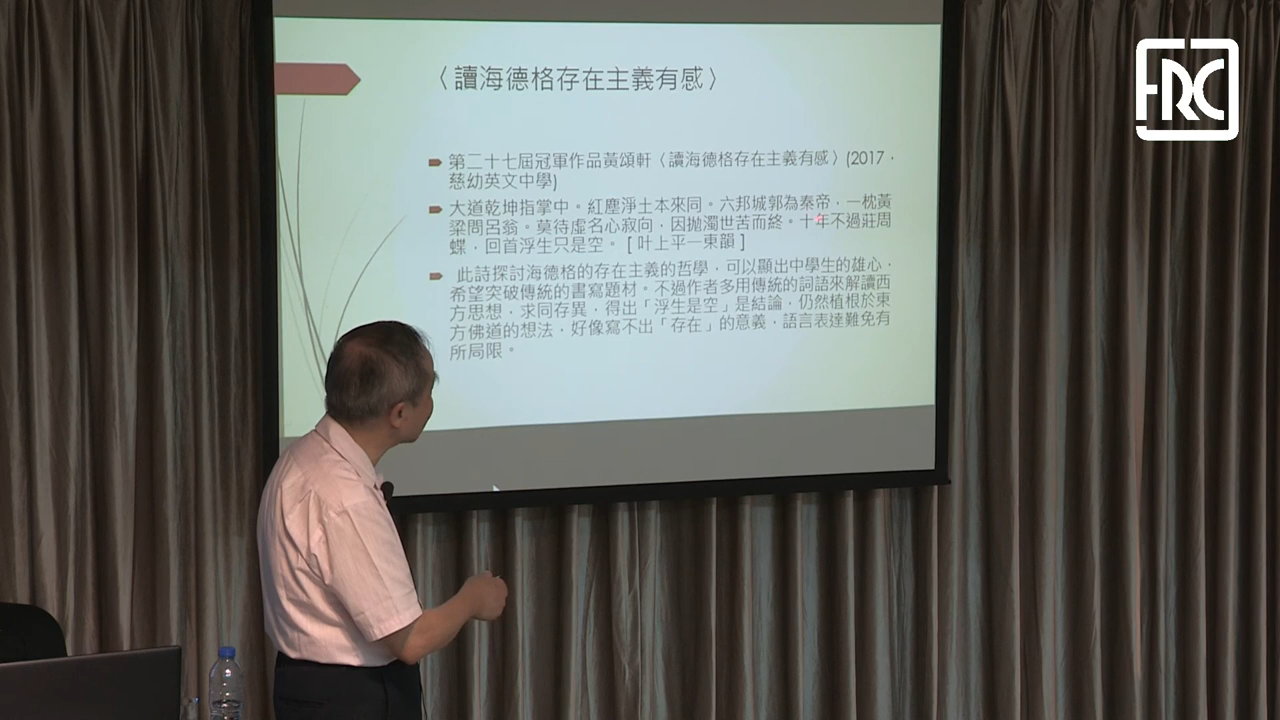 FRC
〈讀海德格存在主義有感〉
第二十七屆冠軍作品黃頌軒〈讀海德格存在主義有感〉(2017，
慈幼英文中學)
大道乾坤指掌中。紅塵淨土本來同。六邦城郭為秦帝，一枕黃
粱問呂翁。莫待虛名心寂向，因拋濁世苦而終。十年不過莊周
蝶，回首浮生只是空。 [ 叶上平一東韻 ]
此詩探討海德格的存在主義的哲學，可以顯出中學生的雄心，
希望突破傳統的書寫題材。不過作者多用傳統的詞語來解讀西
方思想，求同存異，得出「浮生是空」是結論，仍然植根於東
方佛道的想法，好像寫不出「存在」的意義，語言表達難免有
所局限。